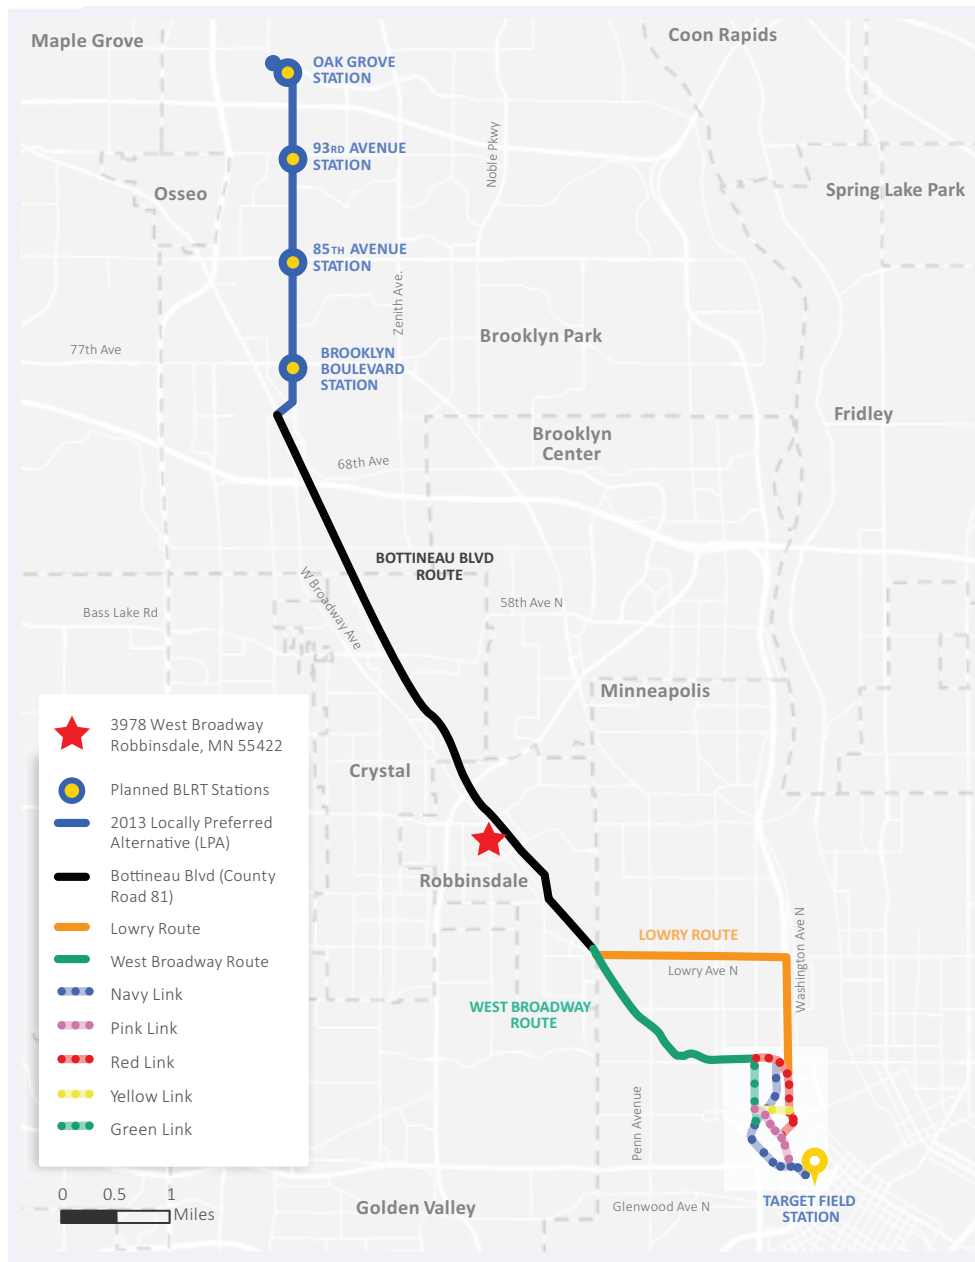 Maple Grove
Coon Rapids
OAK GROVE
STATION
93RD AVENUE
STATION
Noble Pkwy
Osseo
Spring Lake Park
85TH AVENUE
STATION
Zenith Ave.
Brooklyn Park
77th Ave
BROOKLYN
BOULEVARD
STATION
Fridley
Brooklyn
Center
68th Ave
BOTTINEAU BLVD
ROUTE
W Broadway Ave
58th Ave N
Bass Lake Rd
Minneapolis
Crystal
Robbinsdale
LOWRY ROUTE
Lowry Ave N
Washington Ave N
WEST BROADWAY
ROUTE
Penn Avenue
Golden Valley
Glenwood Ave N
TARGET FIELD
STATION
3978 West Broadway
Robbinsdale, MN 55422
Planned BLRT Stations
2013 Locally Preferred
Alternative (LPA)
Bottineau Blvd (County
Road 81)
Lowry Route
West Broadway Route
Navy Link
Pink Link
Red Link
Yellow Link
Green Link
0 0.5 1
Miles